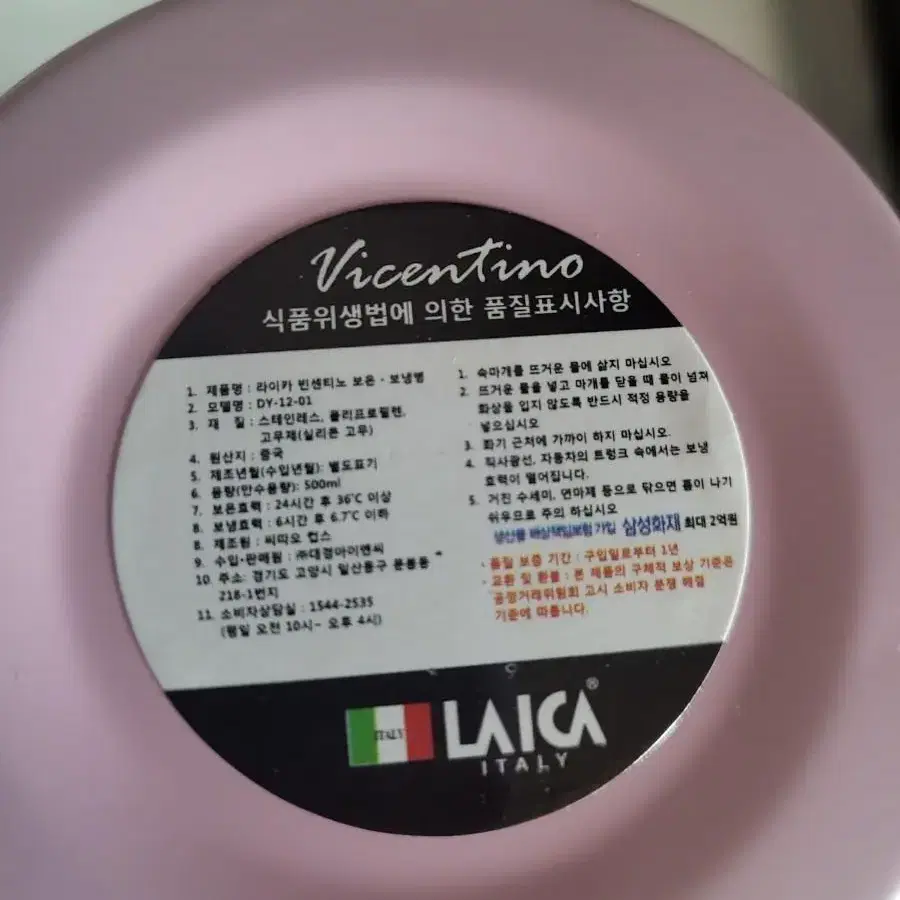 Vicentino
식품위생법에 의한 품질표시사항
1. 제품명 : 라이카 빈센티노 보온 · 보냉병
2. 모델명 : DY-12-01
3. 재 질 : 스테인레스, 폴리프로필렌,
고무제(실리콘 고무)
4. 원산지 : 중국
5. 제조년월(수입년월): 별도표기
6. 용량(만수용량): 500ml
7. 보온효력 : 24시간 후 36℃ 이상
8. 보냉효력 : 6시간 후 6.7℃ 이하
8. 제조원 : 씨따오 컵스
9. 수입·판매원 : ㈜대경아이앤씨
10. 주소: 경기도 고양시 일산동구 문봉동
218-1번지
11. 소비자상담실 : 1544-2535
(평일 오전 10시~ 오후 4시)
1. 속마개를 뜨거운 물에 삶지 마십시오
2. 뜨거운 물을 넣고 마개를 닫을 때 물이 넘쳐
화상을 입지 않도록 반드시 적정 용량을
넣으십시오
3. 화기 근처에 가까이 하지 마십시오.
4. 직사광선, 자동차의 트렁크 속에서는 보냉
효력이 떨어집니다.
5. 거친 수세미, 연마제 등으로 닦으면 흠이 나기
쉬우므로 주의 하십시오
생산물 배상책임보험 가입 삼성화재 최대 2억원
· 품질 보증 기간 : 구입일로부터 1년
· 교환 및 환불 : 본 제품의 구체적 보상 기준은
공정거래위원회 고시 소비자 분쟁 해결
기준에 따릅니다.
ITALY
LAICA®
ITALY